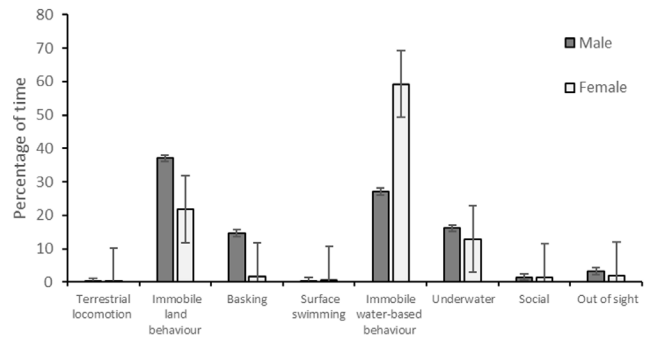 80
70
60
50
40
30
20
10
0
Percentage of time
Male
Female
Terrestrial
locomotion
Immobile
land
behaviour
Basking
Surface
swimming
Immobile
water-based
behaviour
Underwater
Social
Out of sight